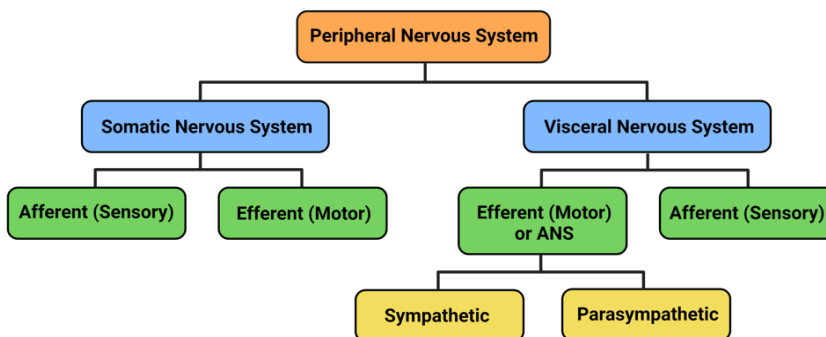 Peripheral Nervous System
Somatic Nervous System
Visceral Nervous System
Afferent (Sensory)
Efferent (Motor)
Efferent (Motor)
or ANS
Afferent (Sensory)
Sympathetic
Parasympathetic